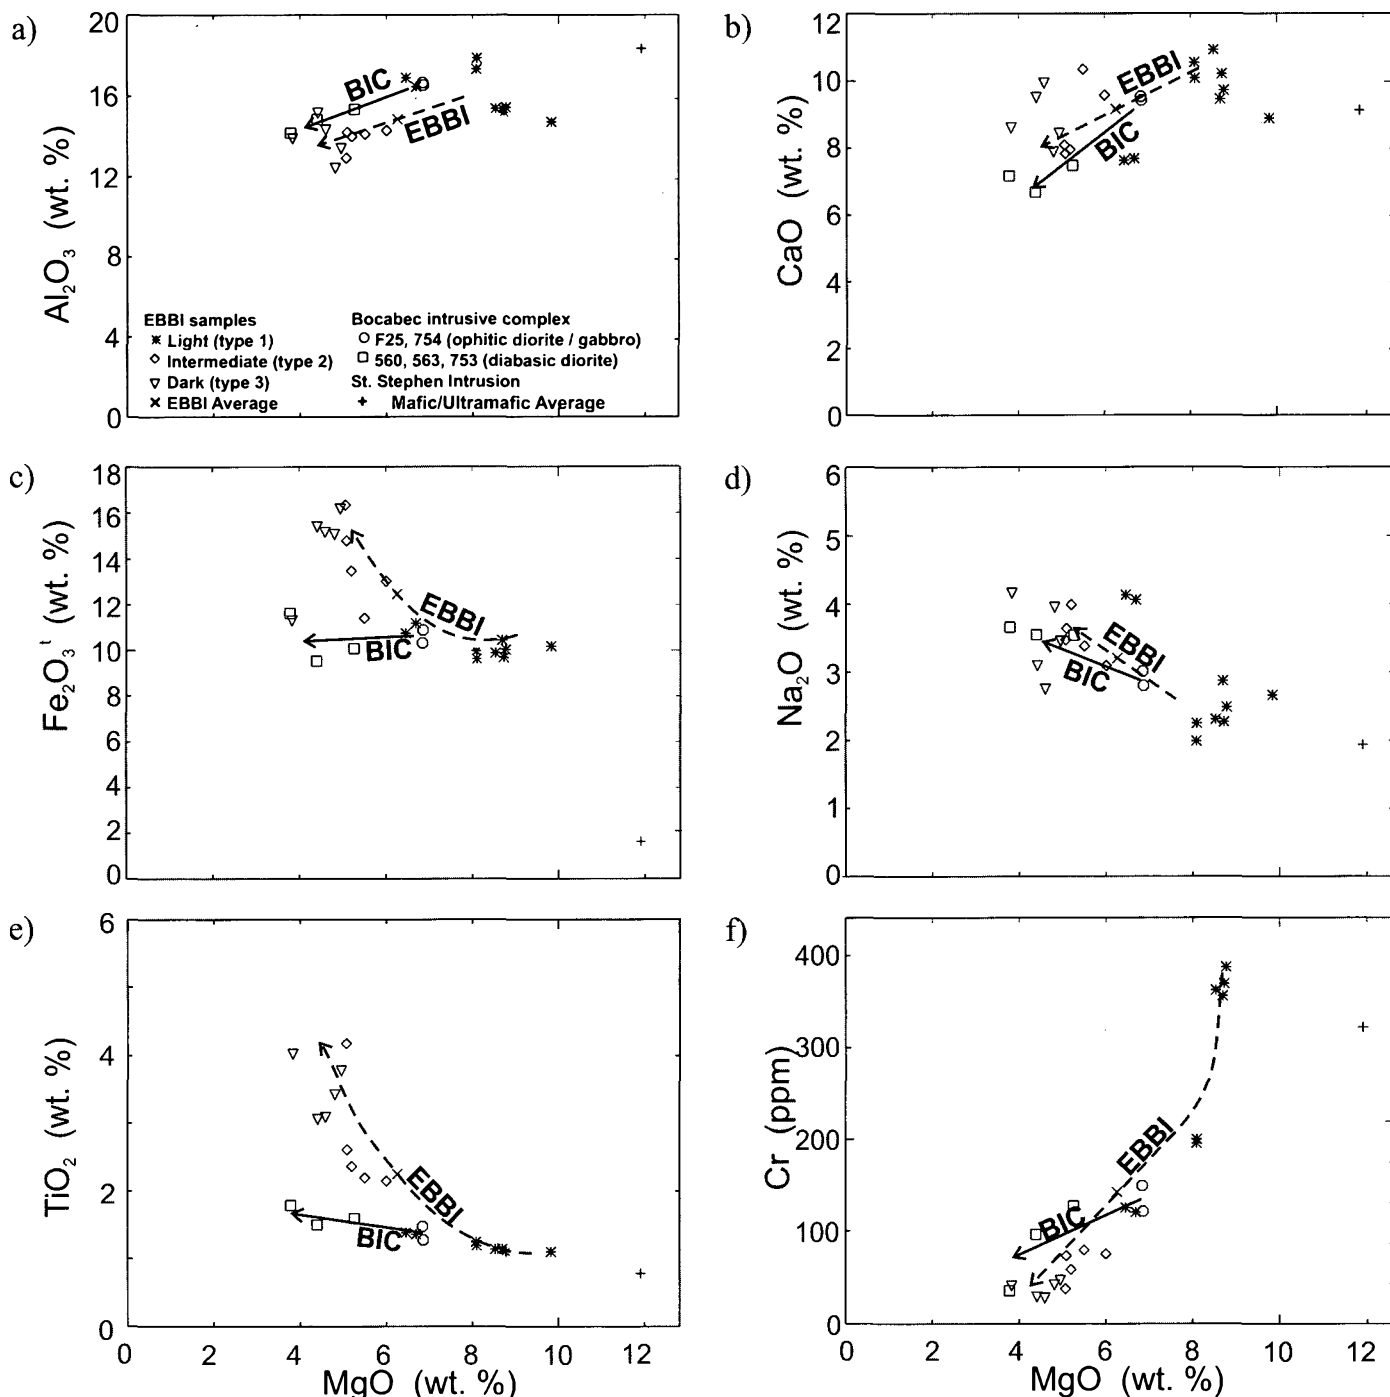 a)
20
16
12
8
4
0
Al₂O₃ (wt. %)
BIC
EBBI
EBBI samples
Light (type 1)
Intermediate (type 2)
Dark (type 3)
EBBI Average
Bocabec intrusive complex
F25, 754 (ophitic diorite / gabbro)
560, 563, 753 (diabasic diorite)
St. Stephen Intrusion
Mafic/Ultramafic Average
b)
12
10
8
6
4
2
0
CaO (wt. %)
EBBI
BIC
c)
18
16
14
12
10
8
6
4
2
0
Fe₂O₃ᵗ (wt. %)
EBBI
BIC
d)
6
5
4
3
2
1
0
Na₂O (wt. %)
EBBI
BIC
e)
6
4
2
0
TiO₂ (wt. %)
EBBI
BIC
0 2 4 6 8 10 12
MgO (wt. %)
f)
400
300
200
100
0
Cr (ppm)
EBBI
BIC
0 2 4 6 8 10 12
MgO (wt. %)